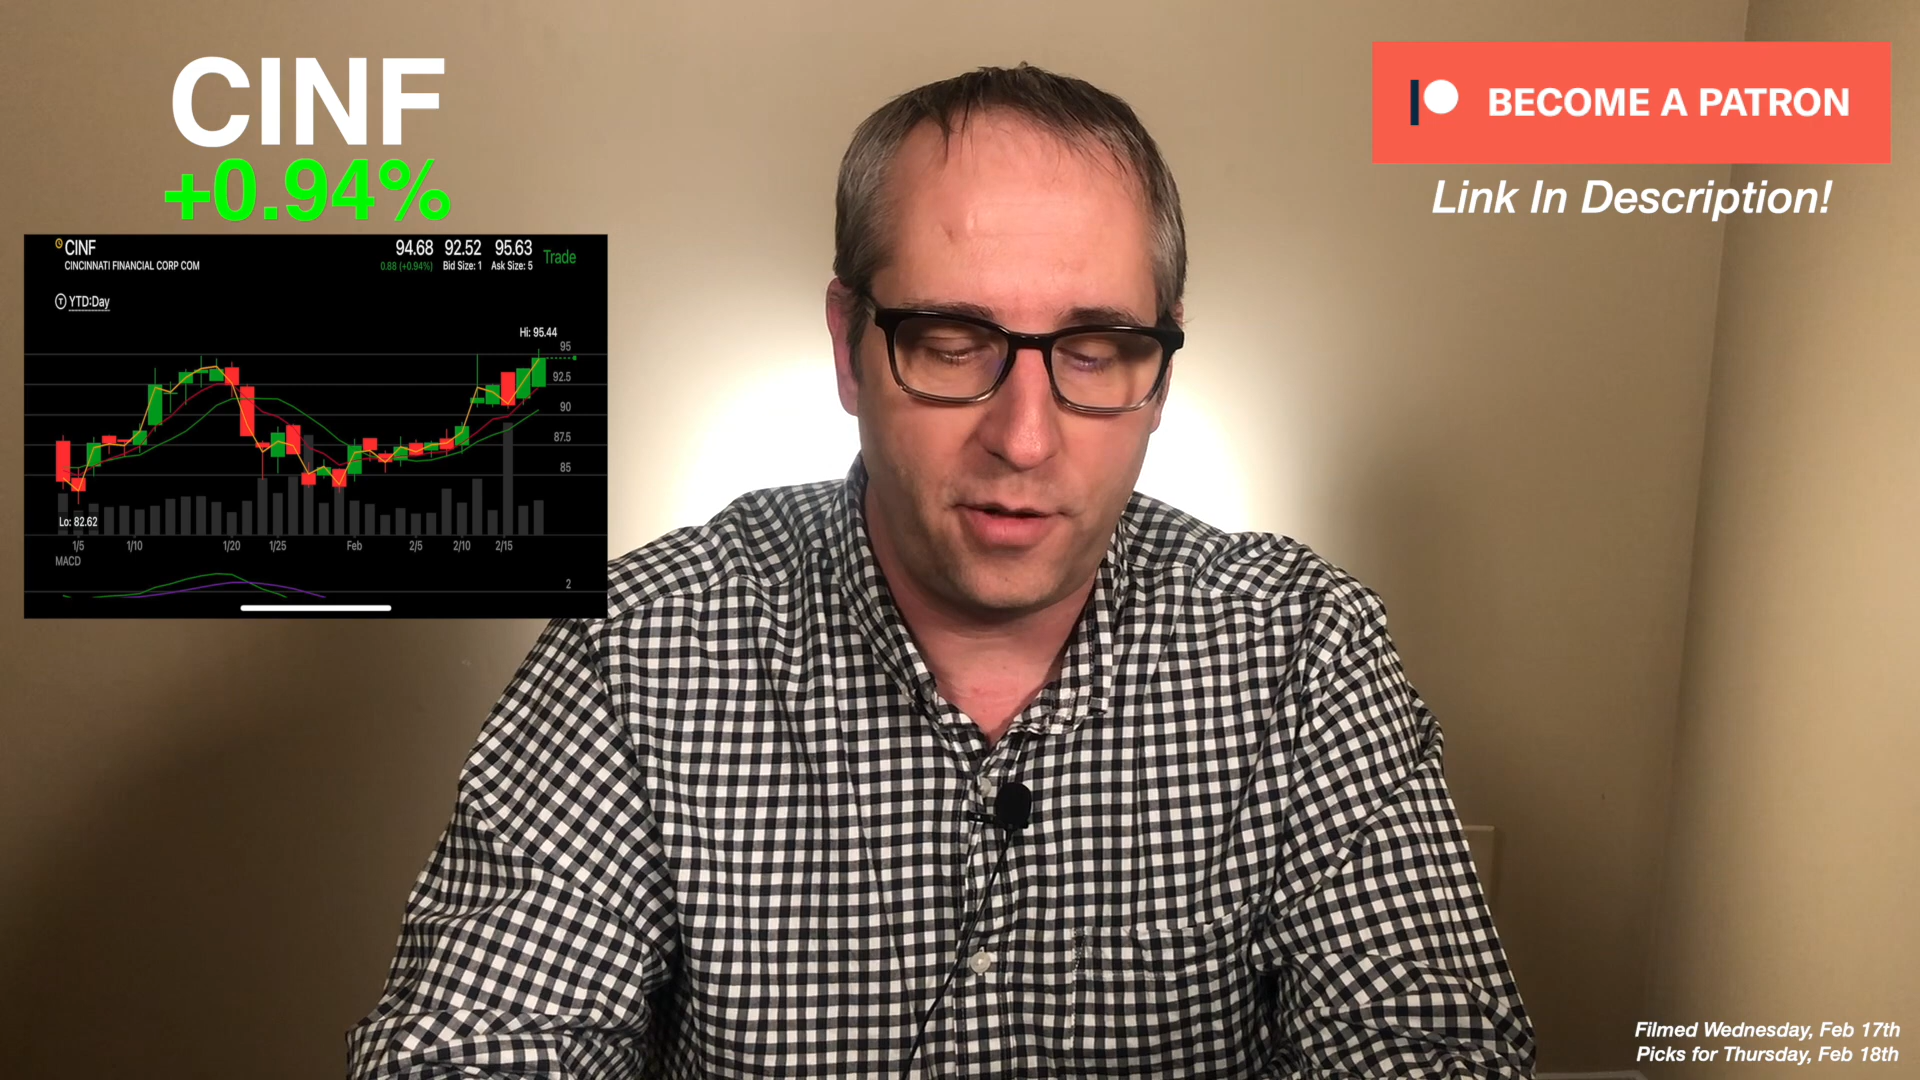 CINF
+0.94%
CINF
CINCINNATI FINANCIAL CORP COM
94.68 92.52 95.63 Trade
0.88 (+0.94%) Bid Size: 1 Ask Size: 5
YTD:Day
Hi: 95.44
95
92.5
90
87.5
85
Lo: 82.62
1/5 1/10 1/20 1/25 Feb 2/5 2/10 2/15
MACD
2
BECOME A PATRON
Link In Description!
Filmed Wednesday, Feb 17th
Picks for Thursday, Feb 18th